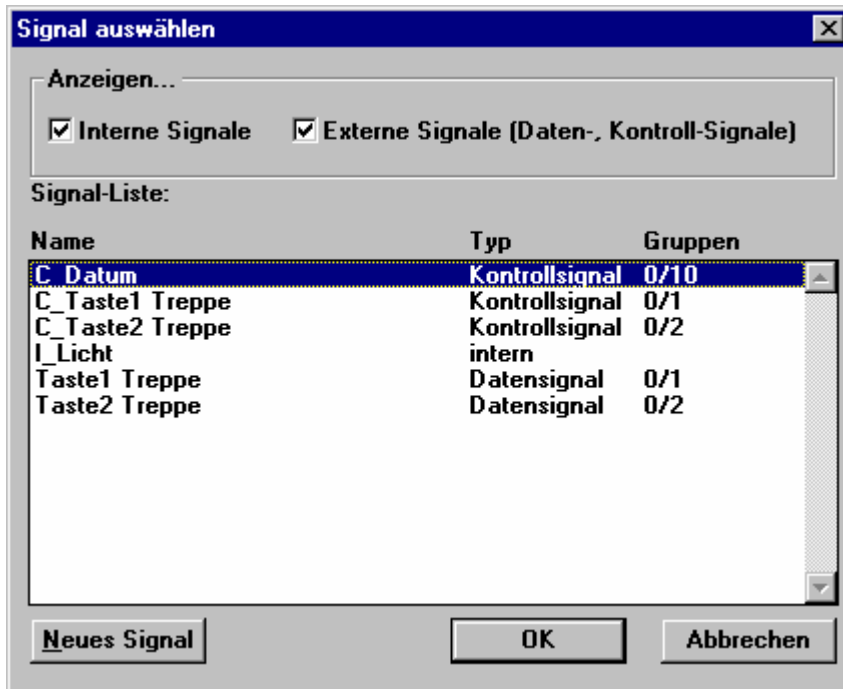 Signal auswählen
Anzeigen...
Interne Signale Externe Signale (Daten-, Kontroll-Signale)
Signal-Liste:
Name Typ Gruppen
C_Datum Kontrollsignal 0/10
C_Taste1 Treppe Kontrollsignal 0/1
C_Taste2 Treppe Kontrollsignal 0/2
I_Licht intern
Taste1 Treppe Datensignal 0/1
Taste2 Treppe Datensignal 0/2
Neues Signal OK Abbrechen